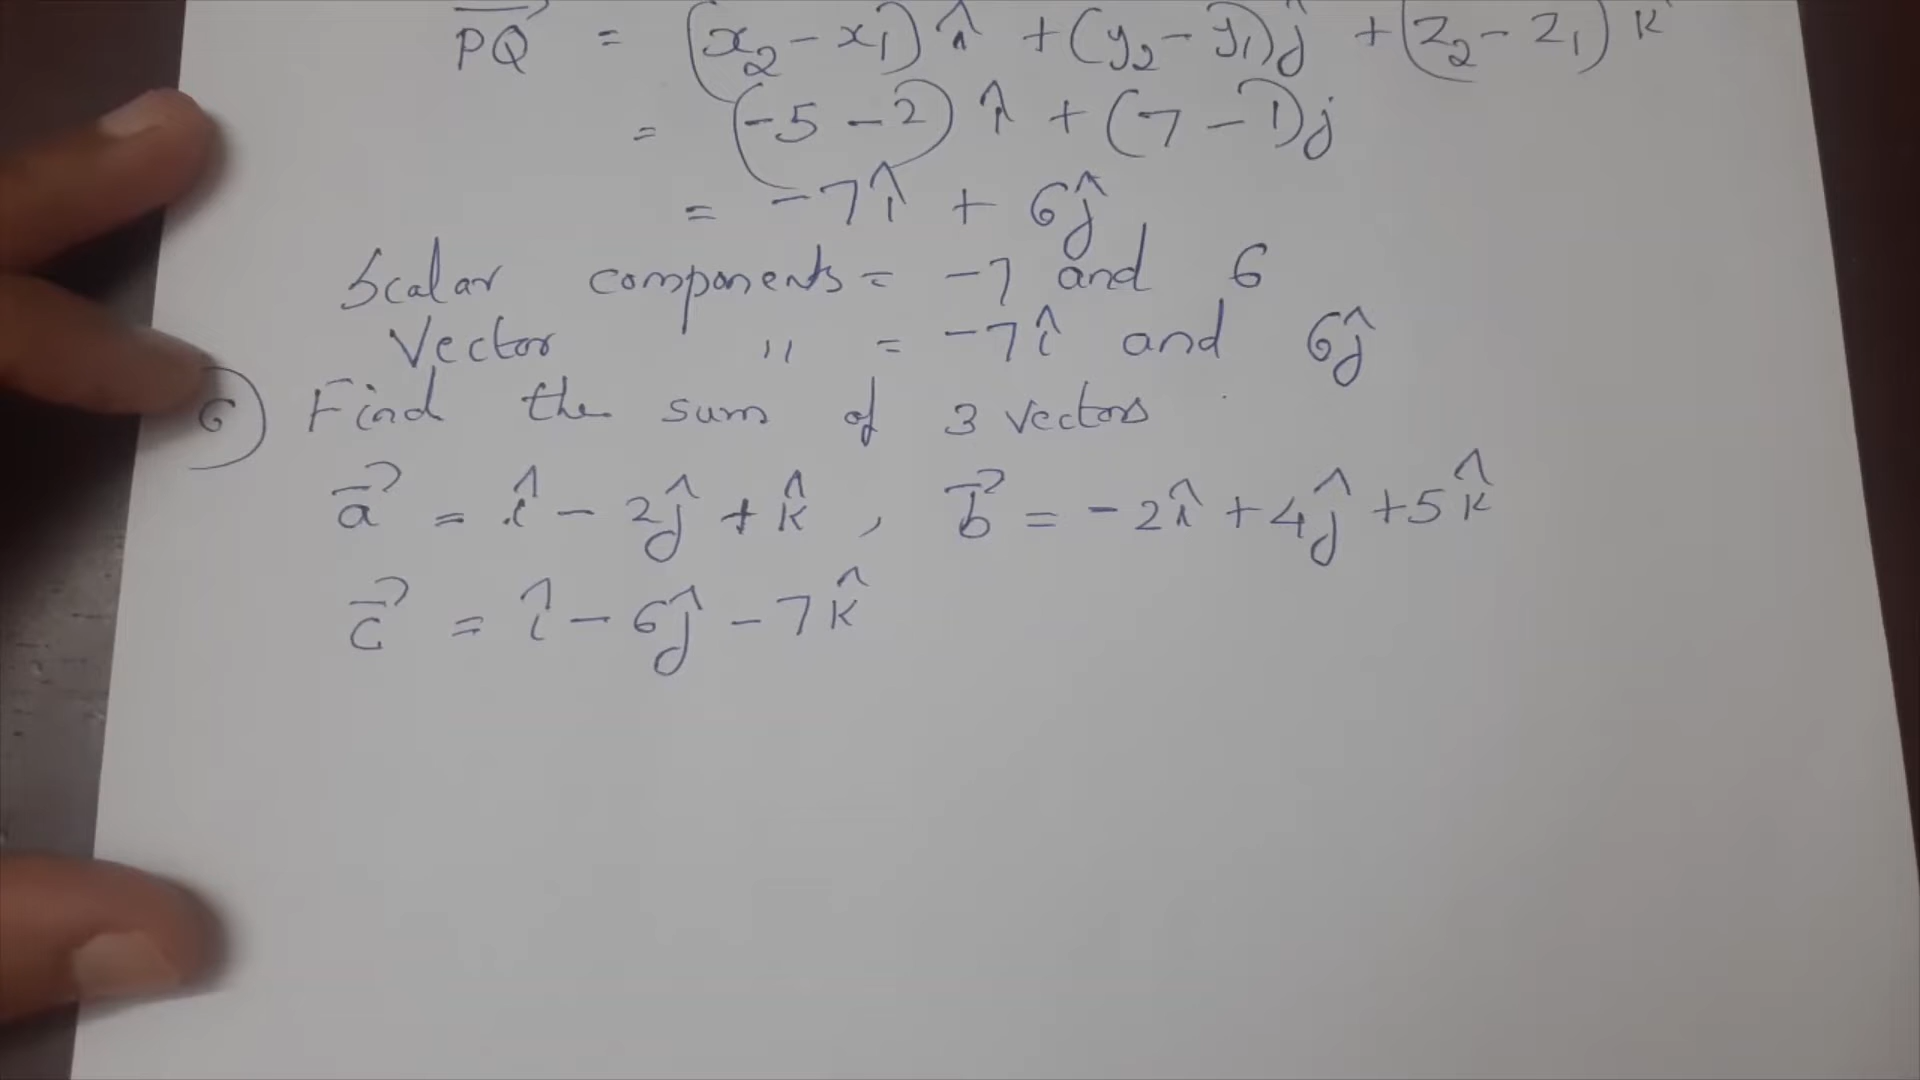 PQ⃗ = (x₂ - x₁) î + (y₂ - y₁) ĵ + (z₂ - z₁) k
= (-5 - 2) î + (7 - 1) j
= -7î + 6ĵ
Scalar components = -7 and 6
Vector " = -7î and 6ĵ
6) Find the sum of 3 vectors
a⃗ = î - 2ĵ + k̂ , b⃗ = -2î + 4ĵ + 5k̂
c⃗ = î - 6ĵ - 7k̂